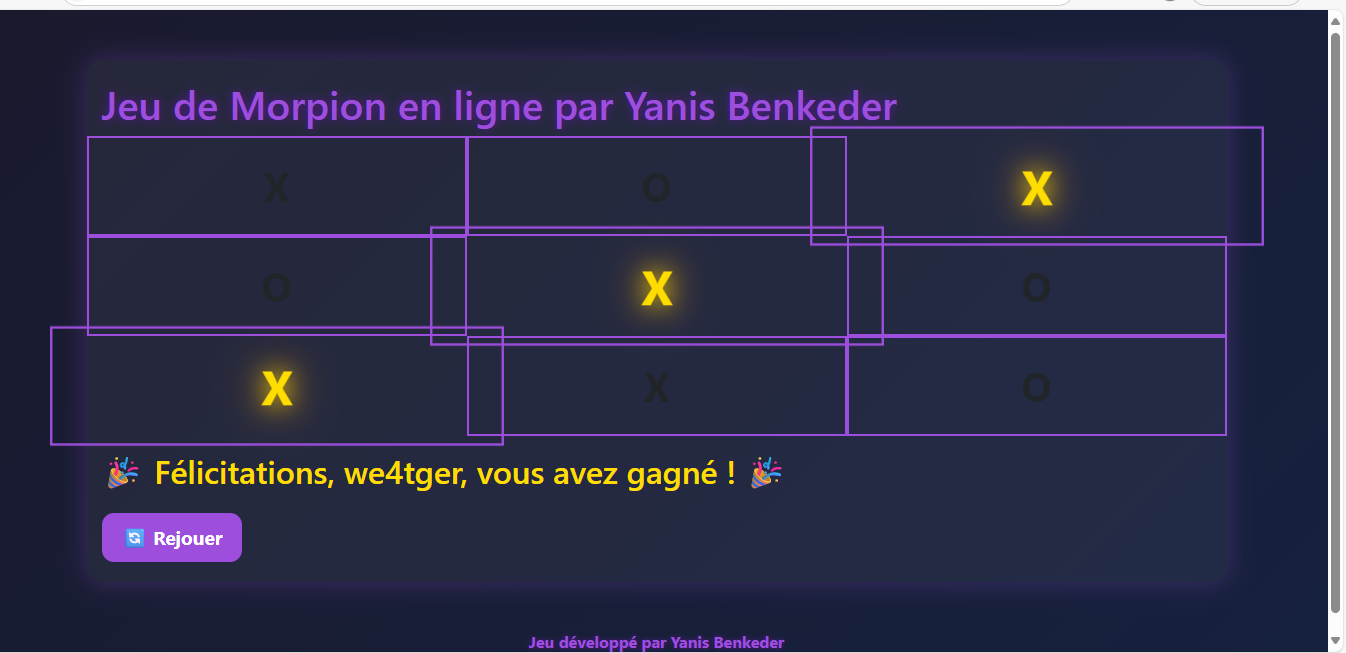 Jeu de Morpion en ligne par Yanis Benkeder
X O X
O X O
X X O
🎉 Félicitations, we4tger, vous avez gagné ! 🎉
🔄 Rejouer
Jeu développé par Yanis Benkeder